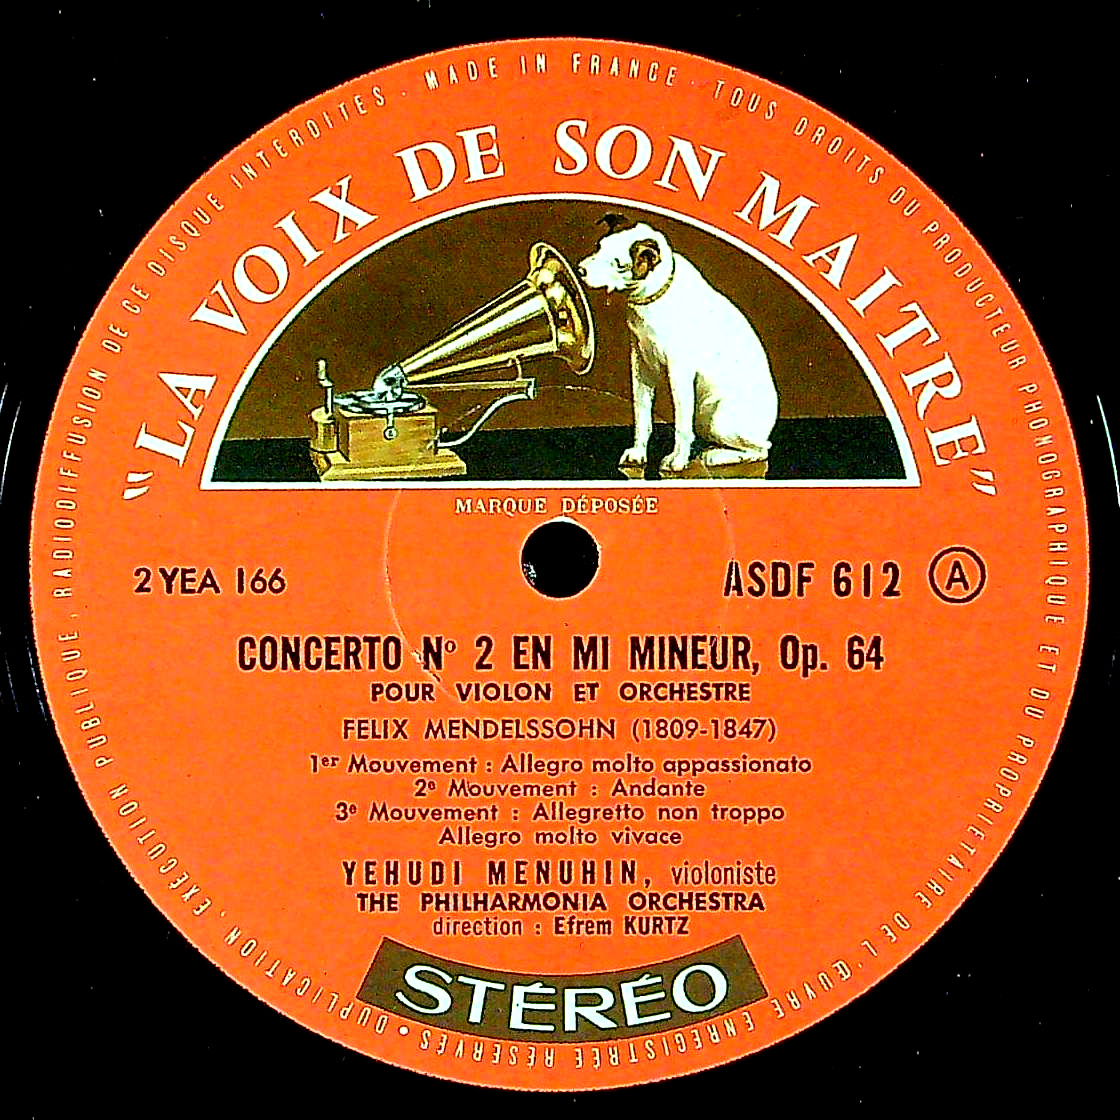 MADE IN FRANCE · TOUS DROITS DU PRODUCTEUR PHONOGRAPHIQUE ET DU PROPRIETAIRE DE L'ŒUVRE ENREGISTRÉE RÉSERVÉS • DUPLICATION, EXÉCUTION PUBLIQUE, RADIODIFFUSION DE CE DISQUE INTERDITES ·
"LA VOIX DE SON MAITRE"
MARQUE DÉPOSÉE
2 YEA 166
ASDF 612 A
CONCERTO No 2 EN MI MINEUR, Op. 64
POUR VIOLON ET ORCHESTRE
FELIX MENDELSSOHN (1809-1847)
1er Mouvement : Allegro molto appassionato
2e Mouvement : Andante
3e Mouvement : Allegretto non troppo
Allegro molto vivace
YEHUDI MENUHIN, violoniste
THE PHILHARMONIA ORCHESTRA
direction : Efrem KURTZ
STÉRÉO